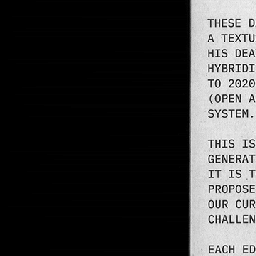 THESE D
A TEXTU
HIS DEA
HYBRIDI
TO 2020
(OPEN A
SYSTEM.
THIS IS
GENERAT
IT IS T
PROPOSE
OUR CUR
CHALLEN
EACH ED